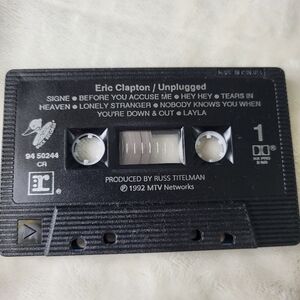 Eric Clapton / Unplugged
SIGNE • BEFORE YOU ACCUSE ME • HEY HEY • TEARS IN
HEAVEN • LONELY STRANGER • NOBODY KNOWS YOU WHEN
YOU'RE DOWN & OUT • LAYLA
94 50244
CR
1
PRODUCED BY RUSS TITELMAN
℗ 1992 MTV Networks